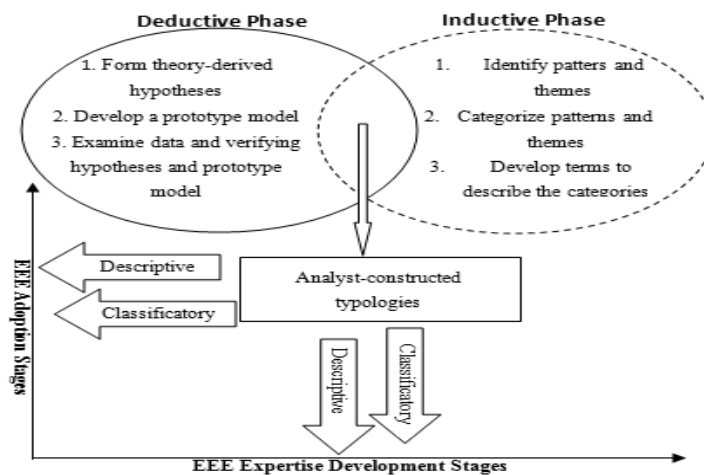 Deductive Phase
Inductive Phase
1. Form theory-derived
hypotheses
2. Develop a prototype model
3. Examine data and verifying
hypotheses and prototype
model
1. Identify patters and
themes
2. Categorize patterns and
themes
3. Develop terms to
describe the categories
EEE Adoption Stages
Descriptive
Classificatory
Analyst-constructed
typologies
Descriptive
Classificatory
EEE Expertise Development Stages